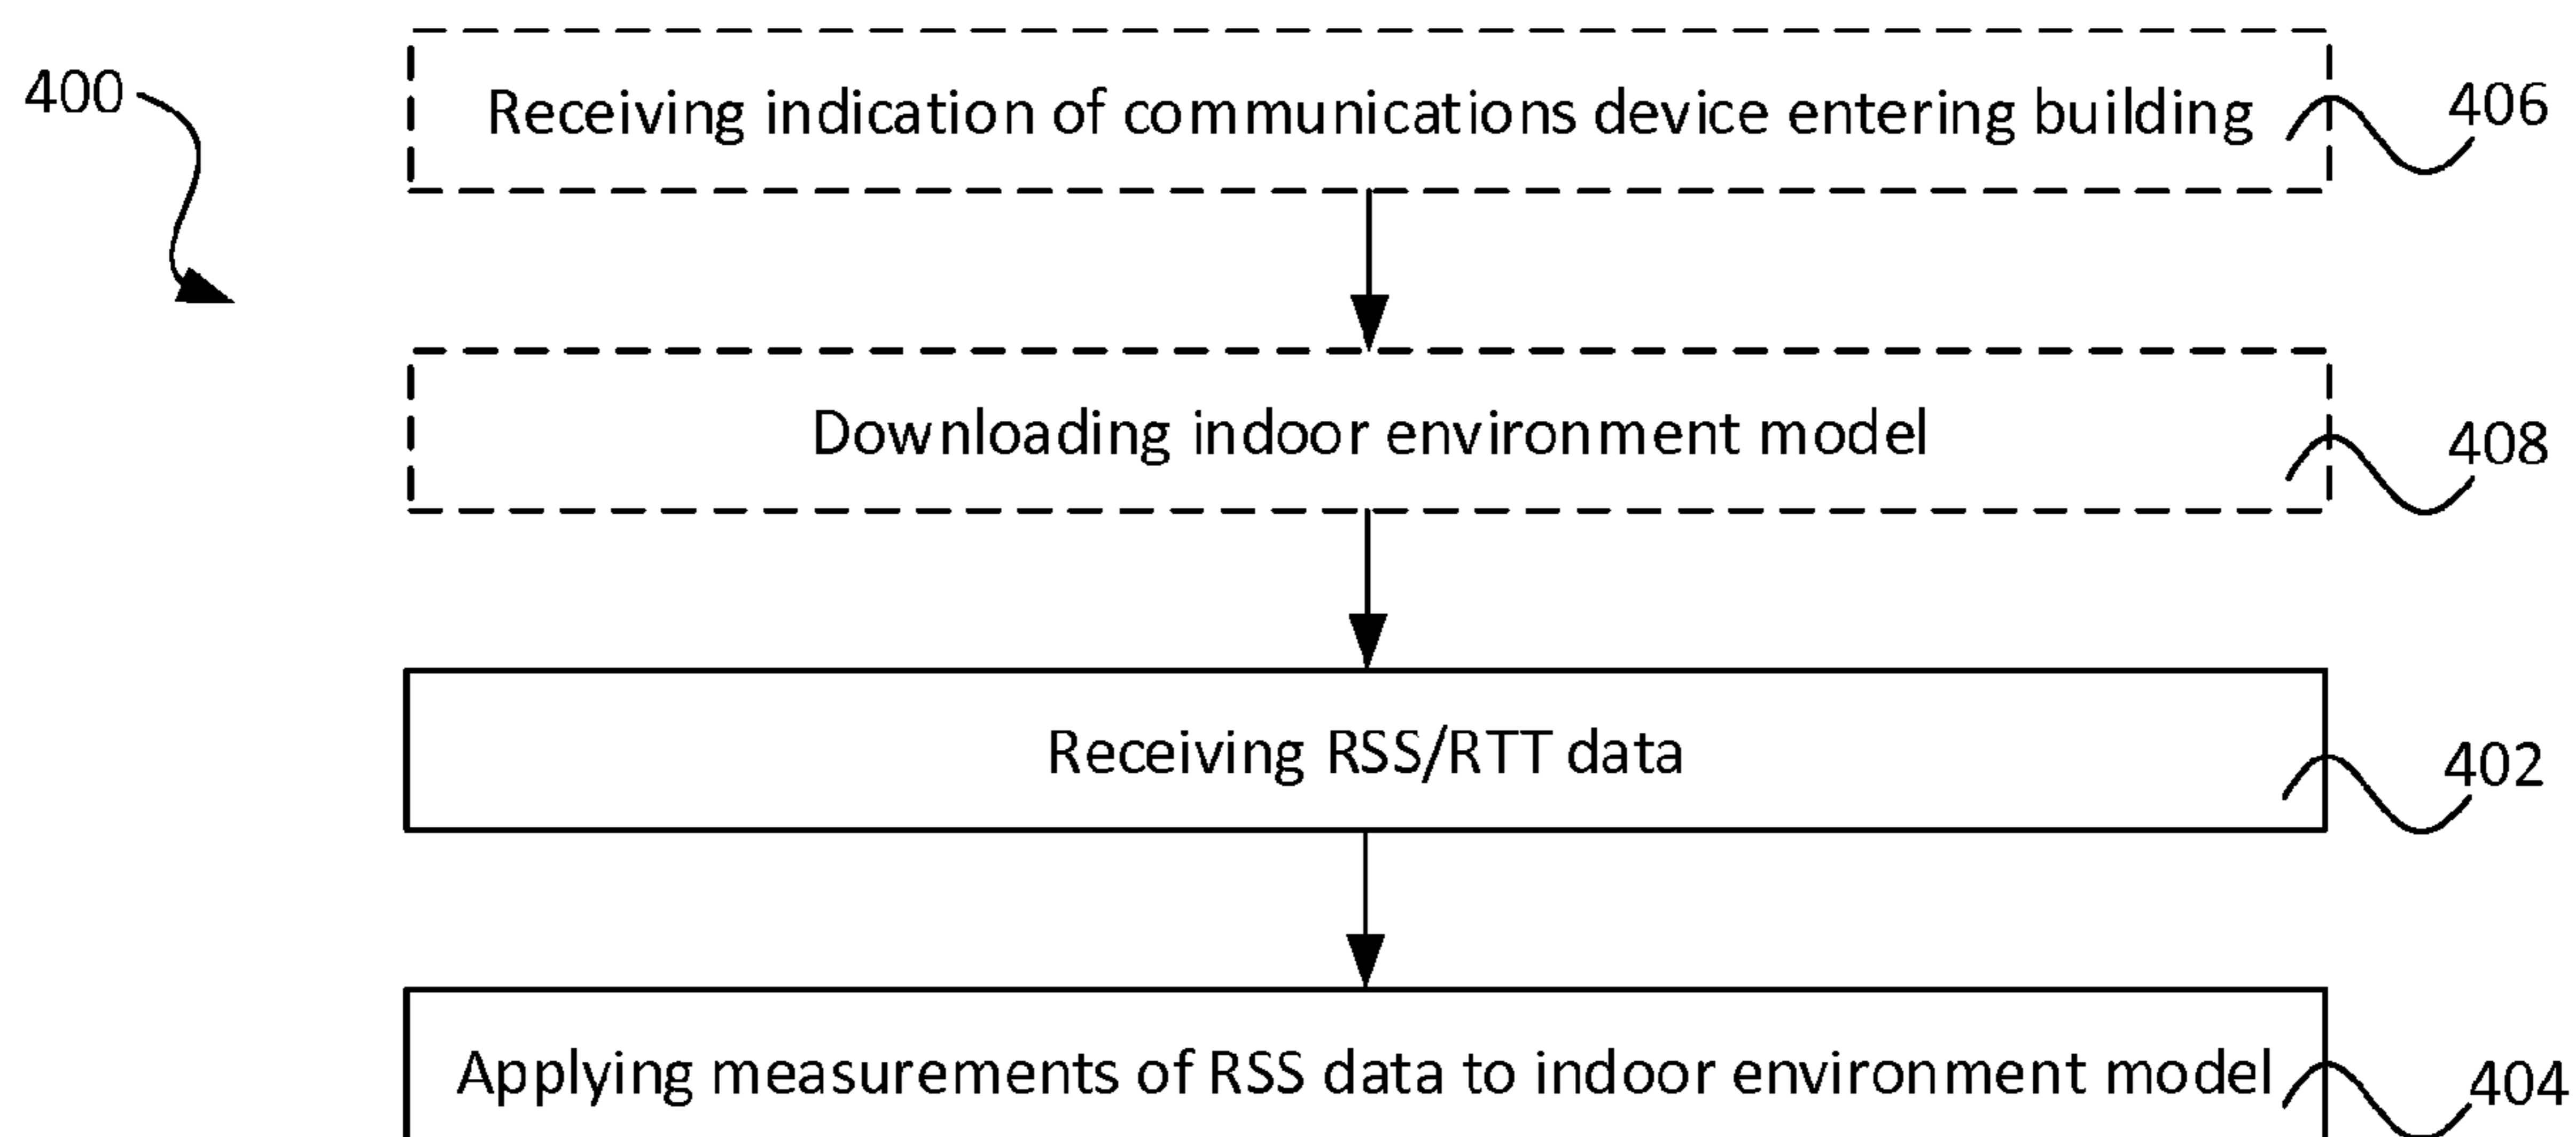 400
Receiving indication of communications device entering building
406
Downloading indoor environment model
408
Receiving RSS/RTT data
402
Applying measurements of RSS data to indoor environment model
404